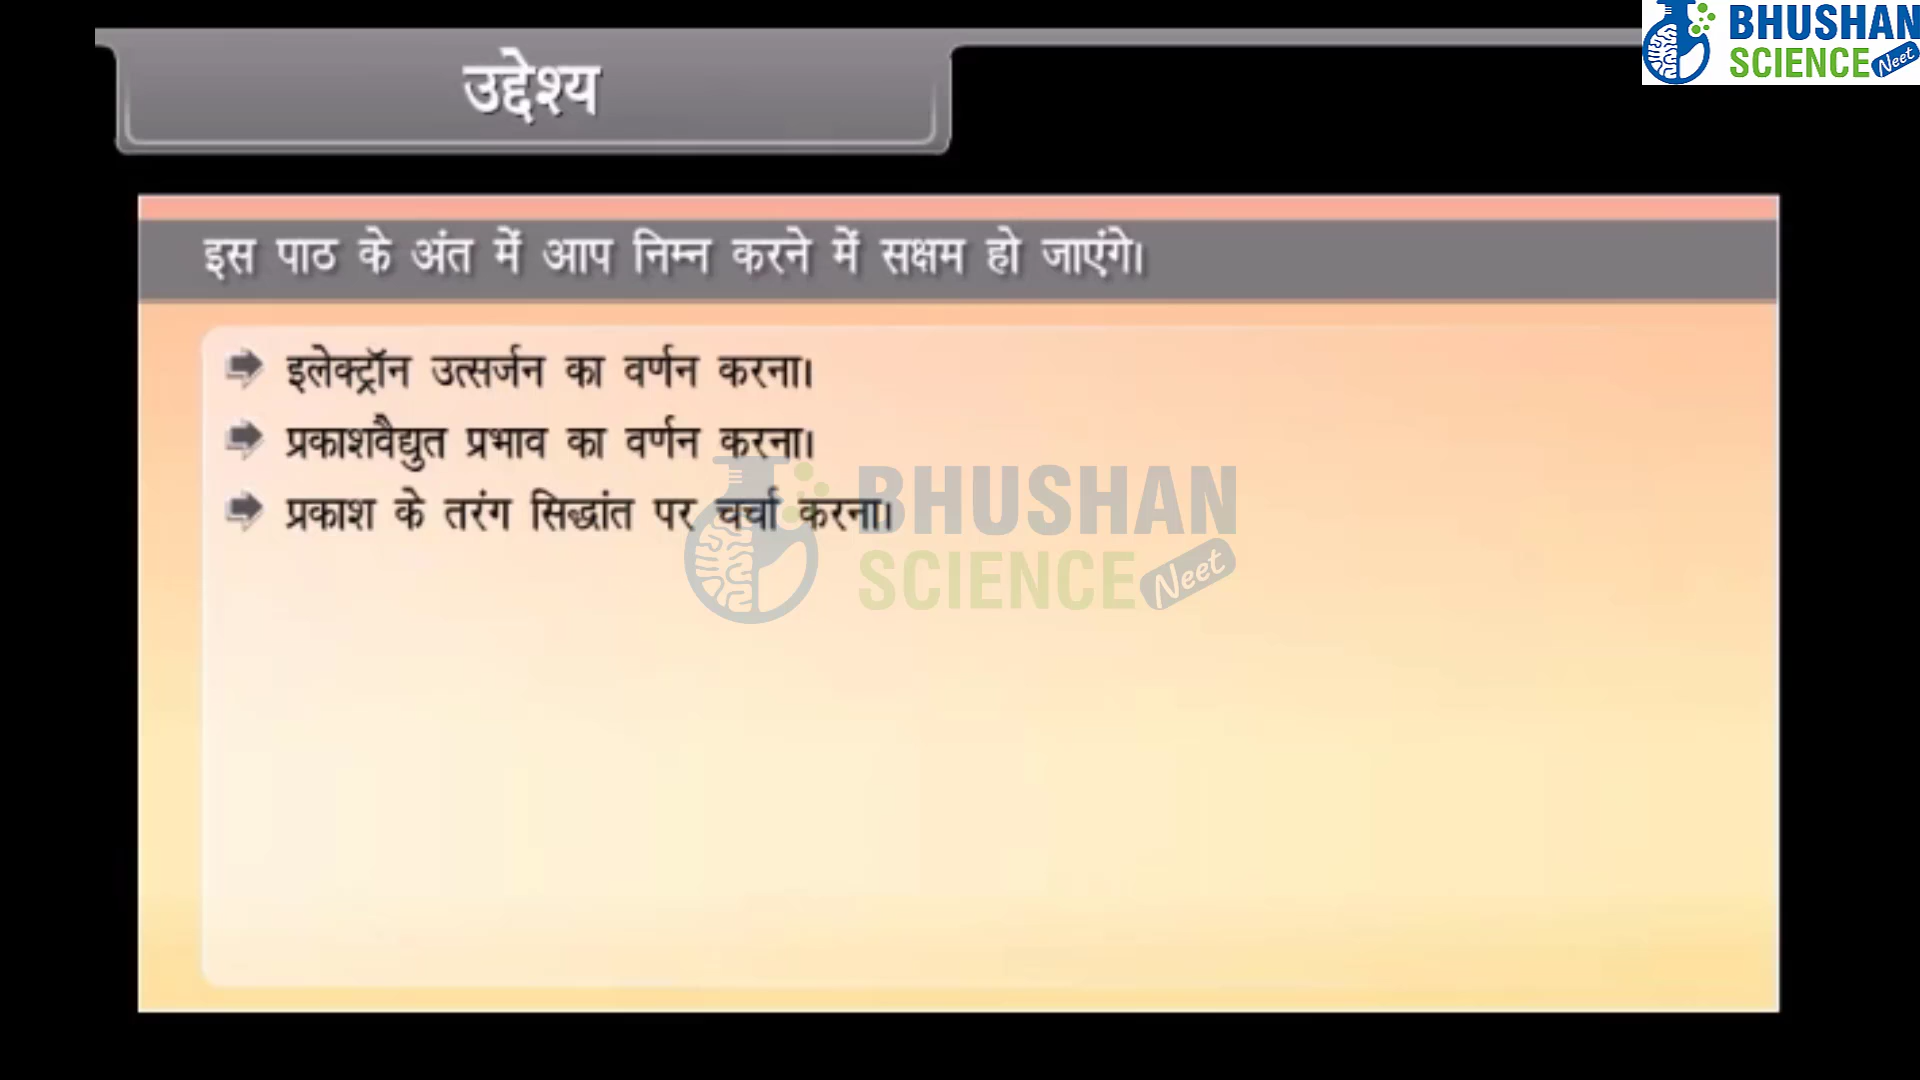 BHUSHAN
SCIENCE Neet
उद्देश्य
इस पाठ के अंत में आप निम्न करने में सक्षम हो जाएंगे।
इलेक्ट्रॉन उत्सर्जन का वर्णन करना।
प्रकाशवैद्युत प्रभाव का वर्णन करना।
प्रकाश के तरंग सिद्धांत पर चर्चा करना।
BHUSHAN
SCIENCE Neet